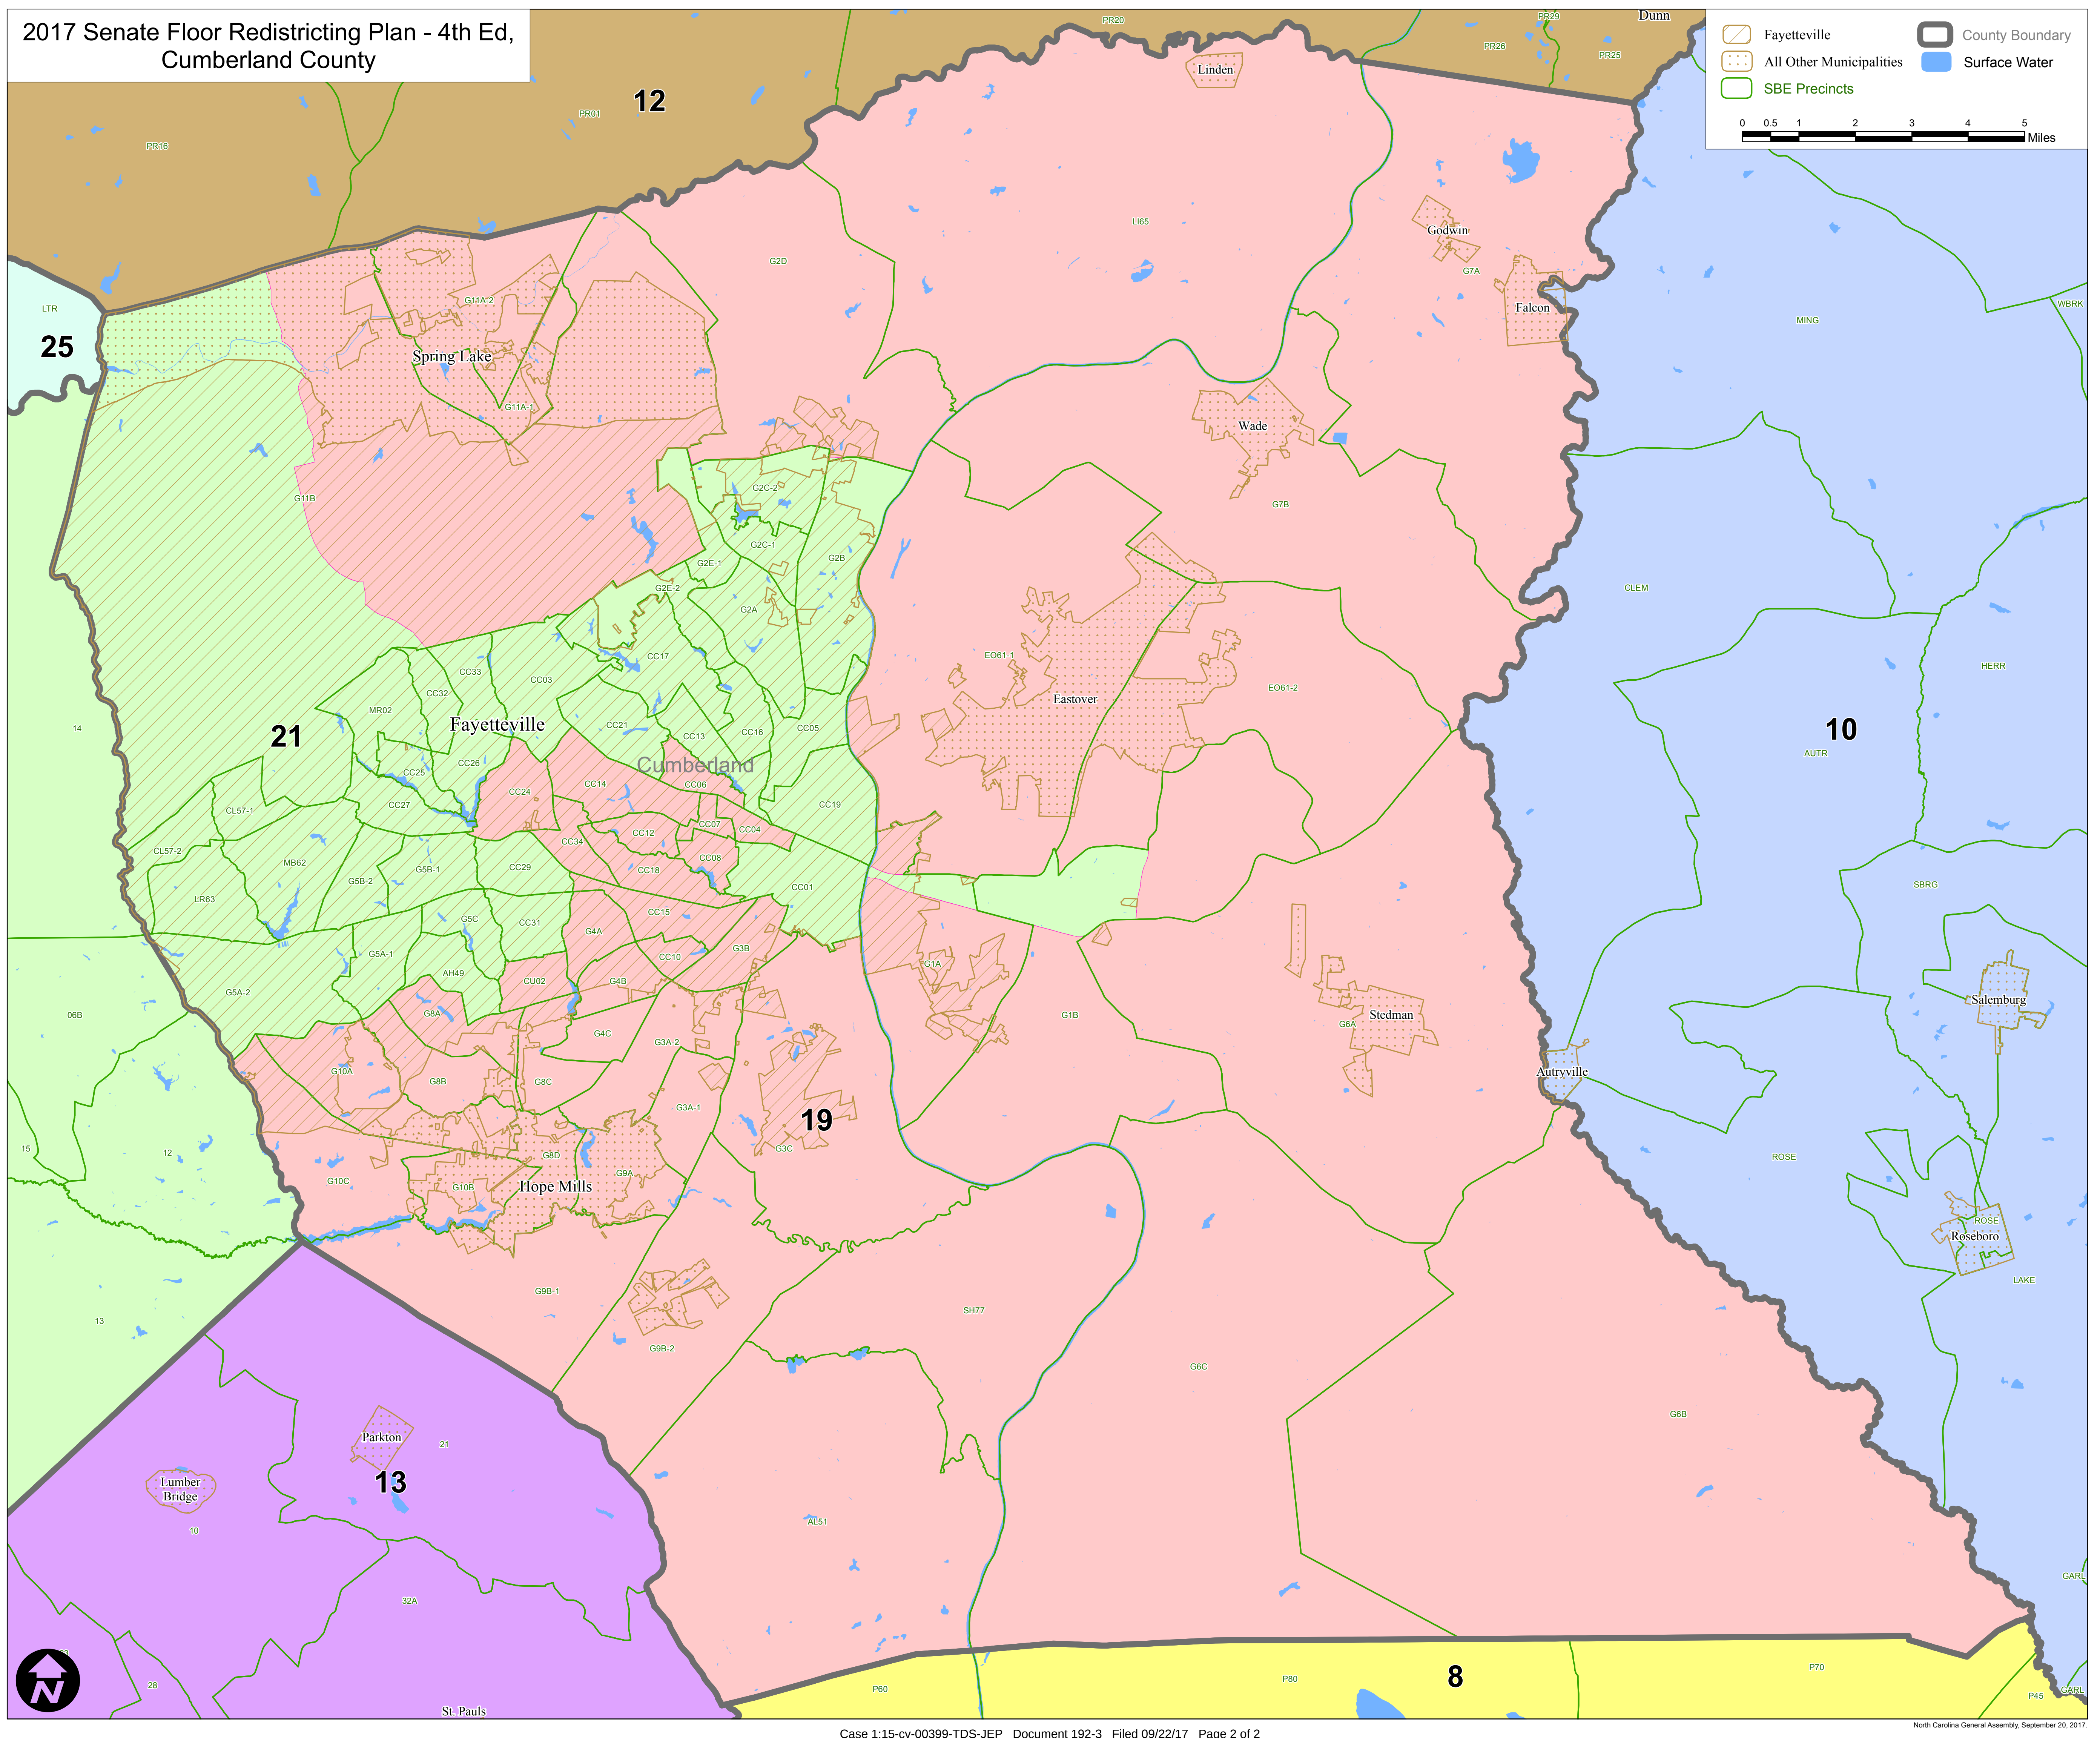 2017 Senate Floor Redistricting Plan - 4th Ed,
Cumberland County
Fayetteville
All Other Municipalities
SBE Precincts
County Boundary
Surface Water
0 0.5 1 2 3 4 5
Miles
Dunn
PR20
PR29
PR26
PR25
Linden
12
PR01
PR16
LI65
Godwin
G7A
G2D
Falcon
WBRK
MING
LTR
25
G11A-2
Spring Lake
G11A-1
Wade
G7B
G2C-2
G11B
G2C-1
G2B
G2E-1
G2E-2
G2A
CLEM
HERR
CC17
EO61-1
EO61-2
CC33
CC03
CC32
Eastover
MR02
Fayetteville
CC21
CC13
CC16
CC05
14
21
10
AUTR
CC26
CC25
Cumberland
CC14
CC06
CC24
CC27
CC19
CL57-1
CC07
CC04
CC12
CC34
CL57-2
CC08
MB62
G5B-1
CC29
CC18
G5B-2
CC01
SBRG
LR63
CC15
G5C
CC31
G4A
G3B
G5A-1
CC10
G1A
AH49
CU02
G4B
G5A-2
Salemburg
06B
G8A
G1B
Stedman
G6A
G4C
G3A-2
G10A
G8B
G8C
Autryville
G3A-1
19
G3C
15
12
G8D
ROSE
G10C
G9A
G10B
Hope Mills
ROSE
Roseboro
LAKE
G9B-1
SH77
13
G9B-2
G6C
G6B
Parkton
21
13
Lumber
Bridge
10
AL51
GARL
32A
N
28
St. Pauls
P60
P80
8
P70
P45
GARL
North Carolina General Assembly, September 20, 2017.
Case 1:15-cv-00399-TDS-JEP Document 192-3 Filed 09/22/17 Page 2 of 2